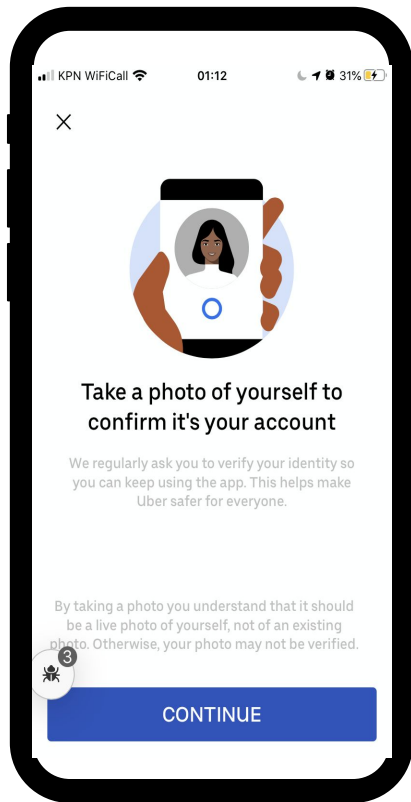 KPN WiFiCall 01:12 31%
Take a photo of yourself to
confirm it's your account
We regularly ask you to verify your identity so
you can keep using the app. This helps make
Uber safer for everyone.
By taking a photo you understand that it should
be a live photo of yourself, not of an existing
photo. Otherwise, your photo may not be verified.
3
CONTINUE